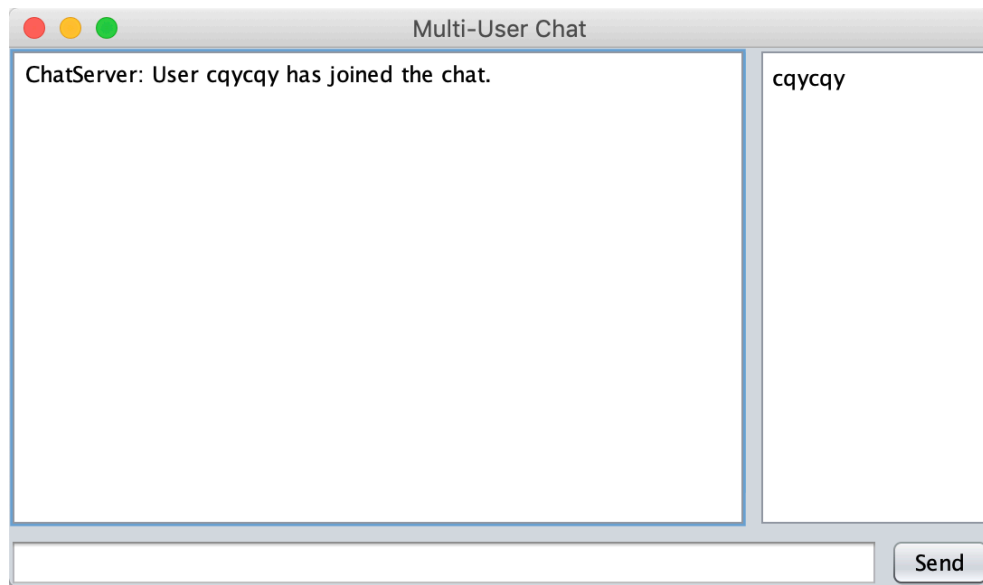 Multi-User Chat
ChatServer: User cqycqy has joined the chat.
cqycqy
Send